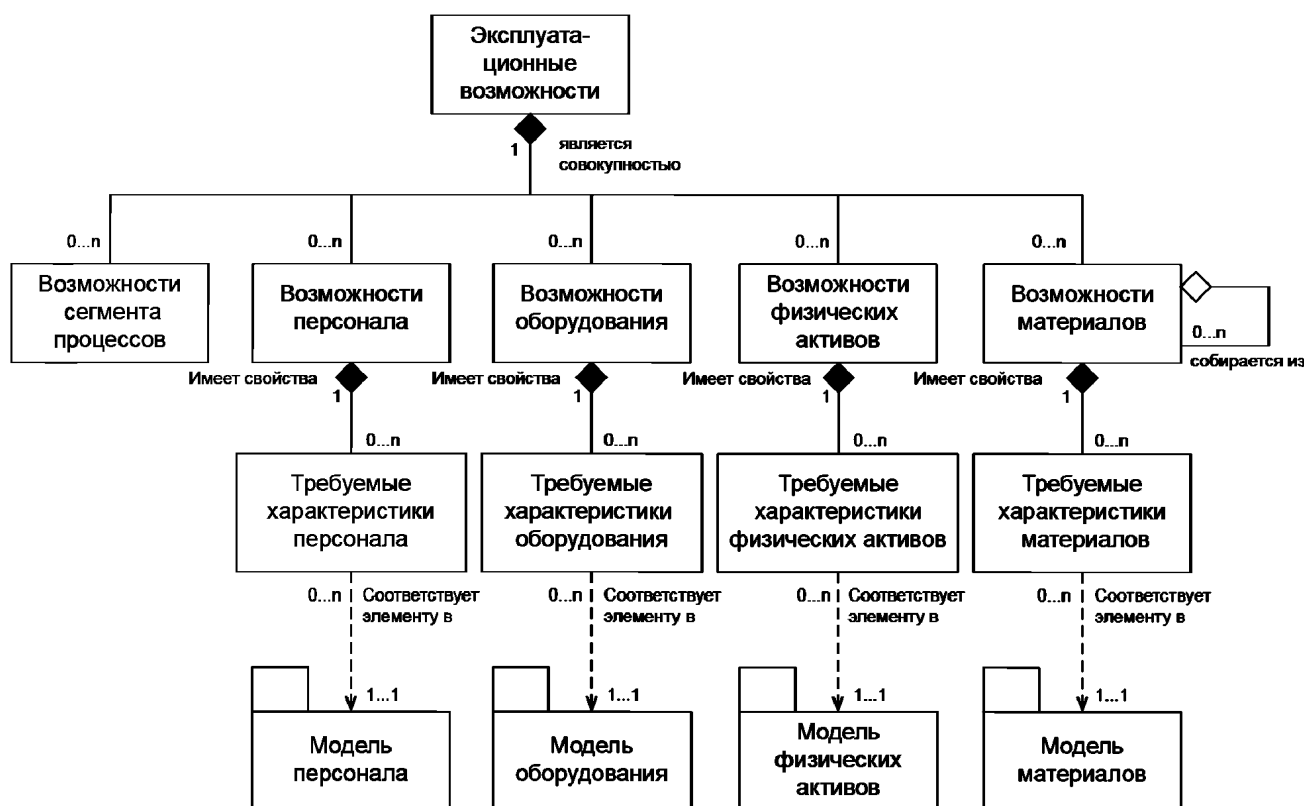 Эксплуата-
ционные
возможности
1
является
совокупностью
0...n
0...n
0...n
0...n
0...n
Возможности
сегмента
процессов
Возможности
персонала
Возможности
оборудования
Возможности
физических
активов
Возможности
материалов
0...n
собирается из
Имеет свойства
1
Имеет свойства
1
Имеет свойства
1
Имеет свойства
1
0...n
0...n
0...n
0...n
Требуемые
характеристики
персонала
Требуемые
характеристики
оборудования
Требуемые
характеристики
физических активов
Требуемые
характеристики
материалов
0...n
Соответствует
элементу в
0...n
Соответствует
элементу в
0...n
Соответствует
элементу в
0...n
Соответствует
элементу в
1...1
1...1
1...1
1...1
Модель
персонала
Модель
оборудования
Модель
физических
активов
Модель
материалов